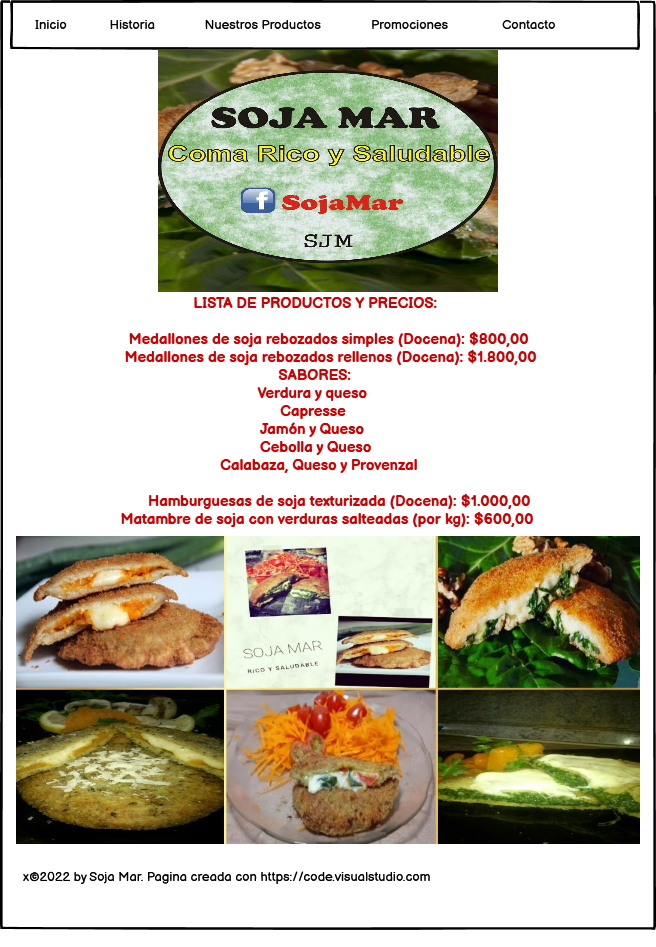 Inicio Historia Nuestros Productos Promociones Contacto
SOJA MAR
Coma Rico y Saludable
f SojaMar
SJM
LISTA DE PRODUCTOS Y PRECIOS:
Medallones de soja rebozados simples (Docena): $800,00
Medallones de soja rebozados rellenos (Docena): $1.800,00
SABORES:
Verdura y queso
Capresse
Jamón y Queso
Cebolla y Queso
Calabaza, Queso y Provenzal
Hamburguesas de soja texturizada (Docena): $1.000,00
Matambre de soja con verduras salteadas (por kg): $600,00
SOJA MAR
RICO Y SALUDABLE
x©2022 by Soja Mar. Pagina creada con https://code.visualstudio.com